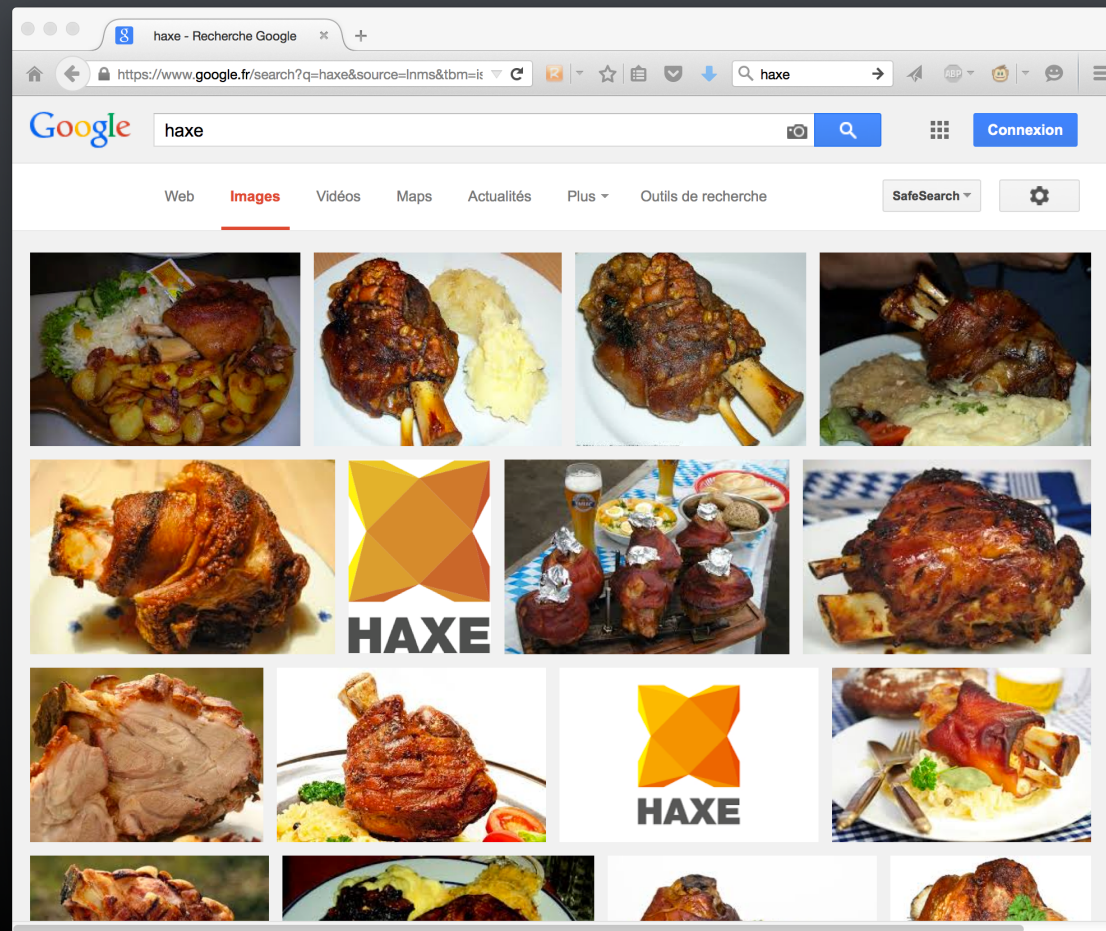 haxe - Recherche Google
https://www.google.fr/search?q=haxe&source=lnms&tbm=is
haxe
ABP
Google
haxe
Connexion
Web
Images
Vidéos
Maps
Actualités
Plus
Outils de recherche
SafeSearch
HAXE
HAXE